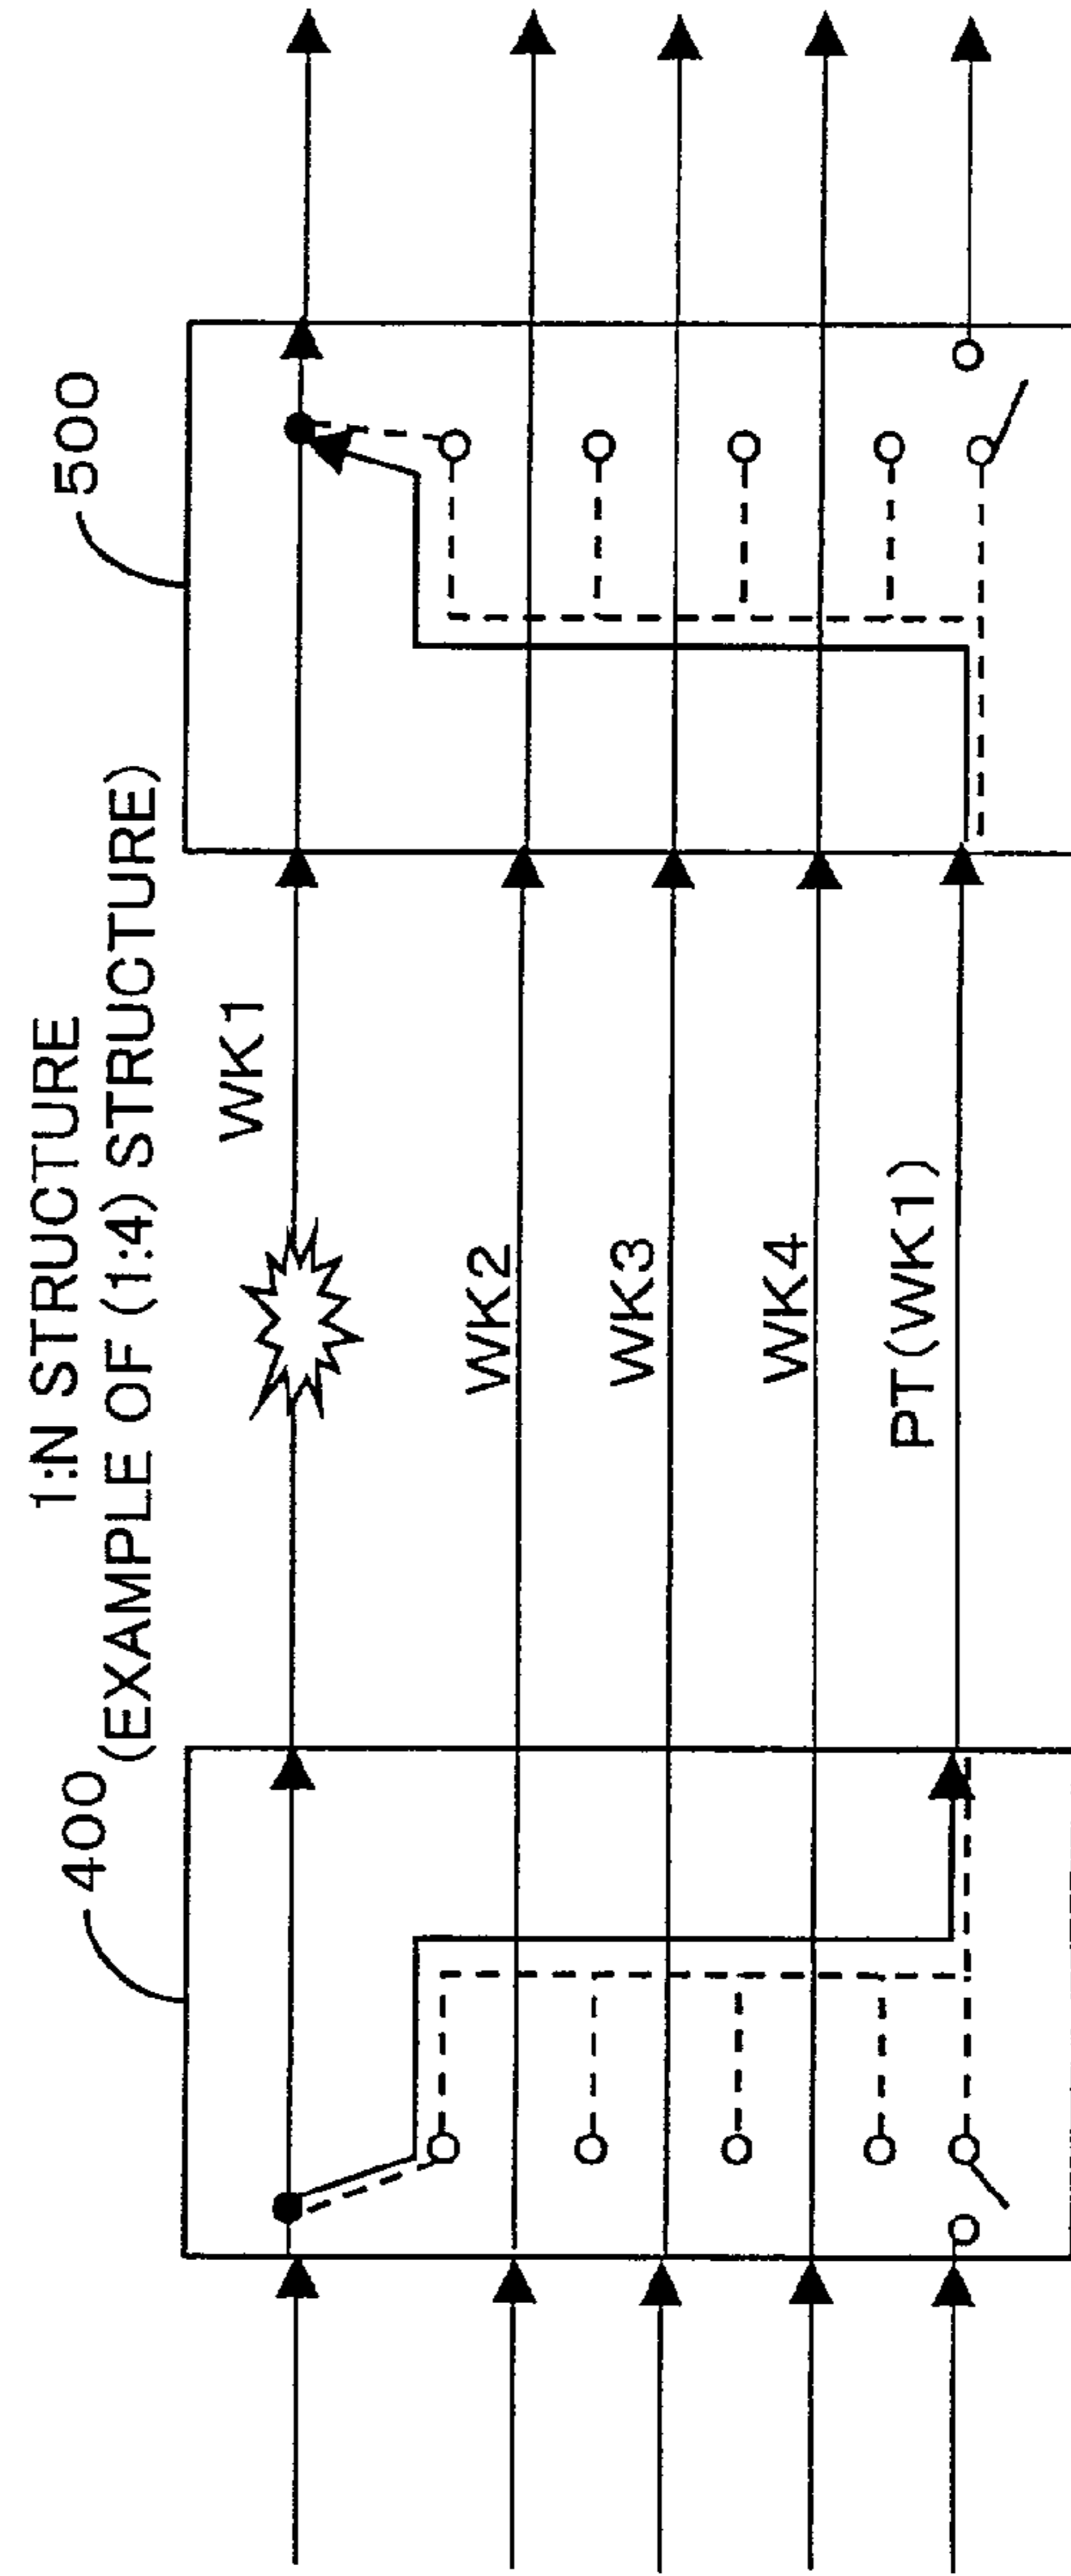 1:N STRUCTURE
(EXAMPLE OF (1:4) STRUCTURE)
400
500
WK1
WK2
WK3
WK4
PT(WK1)